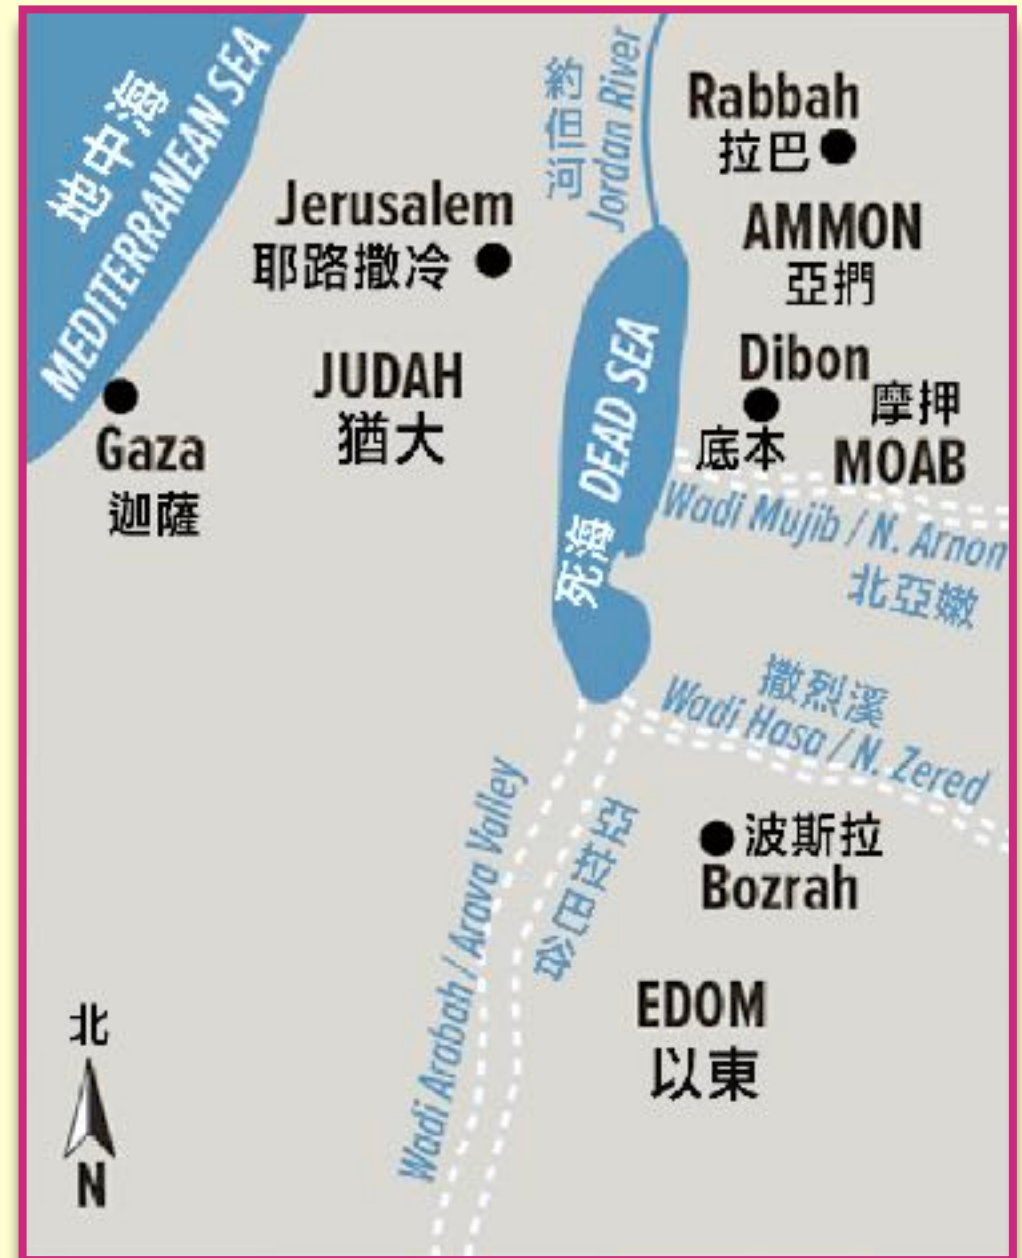 地中海
MEDITERRANEAN SEA
約但河
Jordan River
Rabbah
拉巴
Jerusalem
耶路撒冷
AMMON
亞捫
JUDAH
猶大
Dibon
底本
摩押
MOAB
Gaza
迦薩
死海 DEAD SEA
Wadi Mujib / N. Arnon
北亞嫩
撒烈溪
Wadi Hasa / N. Zered
Wadi Arabah / Arava Valley
亞拉巴谷
波斯拉
Bozrah
EDOM
以東
北
N